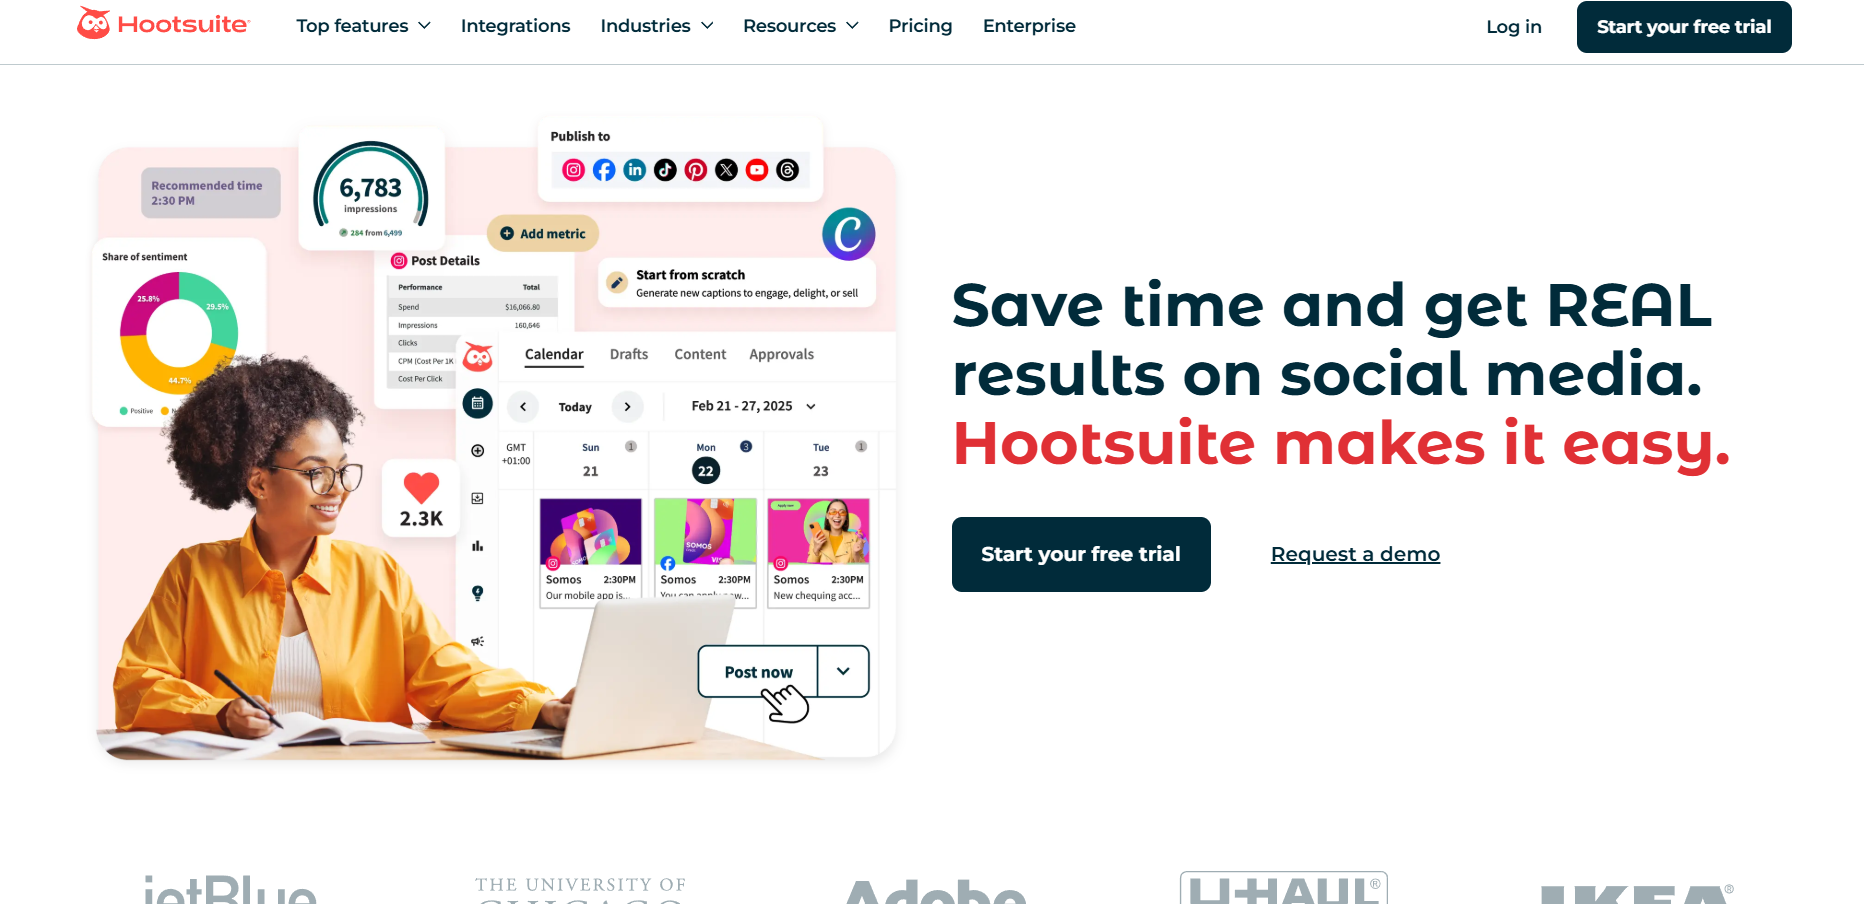 Hootsuite
Top features
Integrations
Industries
Resources
Pricing
Enterprise
Log in
Start your free trial
Recommended time
2:30 PM
6,783
impressions
284 from 6,499
Publish to
Add metric
Share of sentiment
25.8%
29.5%
44.7%
Positive
Post Details
Performance Total
Spend $16,066.80
Impressions 160,646
Clicks
CPM (Cost Per 1K
Cost Per Click
Start from scratch
Generate new captions to engage, delight, or sell
Calendar Drafts Content Approvals
Today
Feb 21 - 27, 2025
GMT
+01:00
Sun 1
21
Mon 3
22
Tue 1
23
SOMOS
Apply now
Somos 2:30PM
Our mobile app is...
Somos 2:30PM
You can apply now...
Somos 2:30PM
New chequing acc...
2.3K
Post now
Save time and get REAL
results on social media.
Hootsuite makes it easy.
Start your free trial
Request a demo
jetBlue
THE UNIVERSITY OF
CHICAGO
Adobe
U-HAUL®
IKEA®